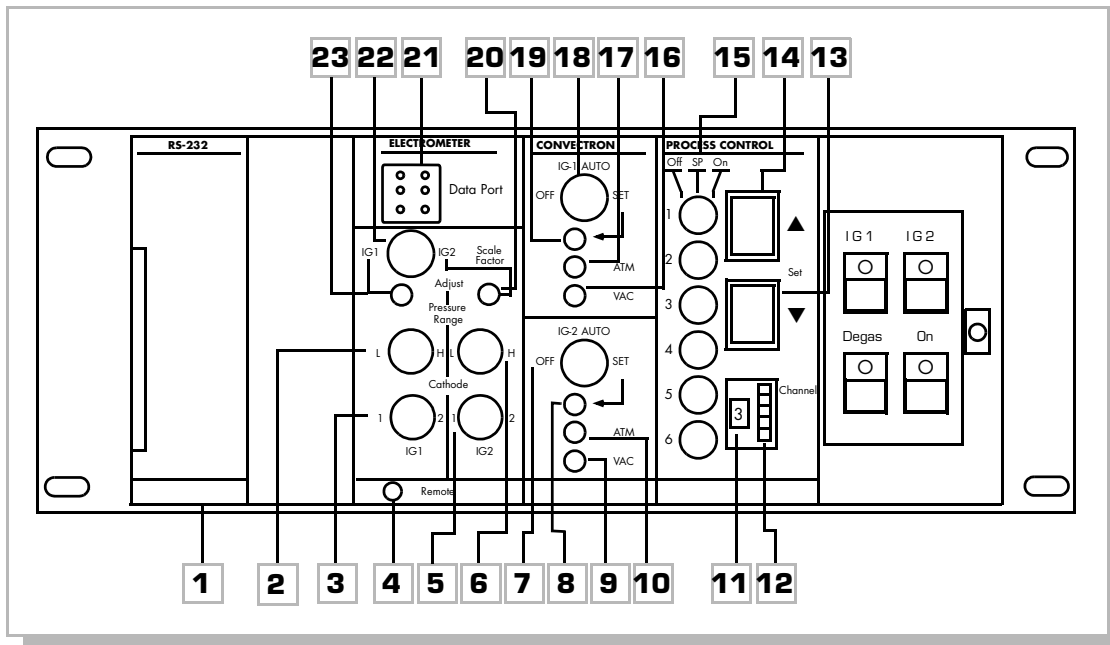 23 22 21 20 19 18 17 16 15 14 13
RS-232
ELECTROMETER
CONVECTRON
PROCESS CONTROL
Data Port
IG1
IG2
Scale
Factor
Adjust
Pressure
Range
L
H
L
H
Cathode
1
2
1
2
IG1
IG2
Remote
IG-1 AUTO
OFF
SET
ATM
VAC
IG-2 AUTO
OFF
SET
ATM
VAC
Off SP On
1
2
3
4
5
6
Set
Channel
3
IG1 IG2
Degas On
1 2 3 4 5 6 7 8 9 10 11 12